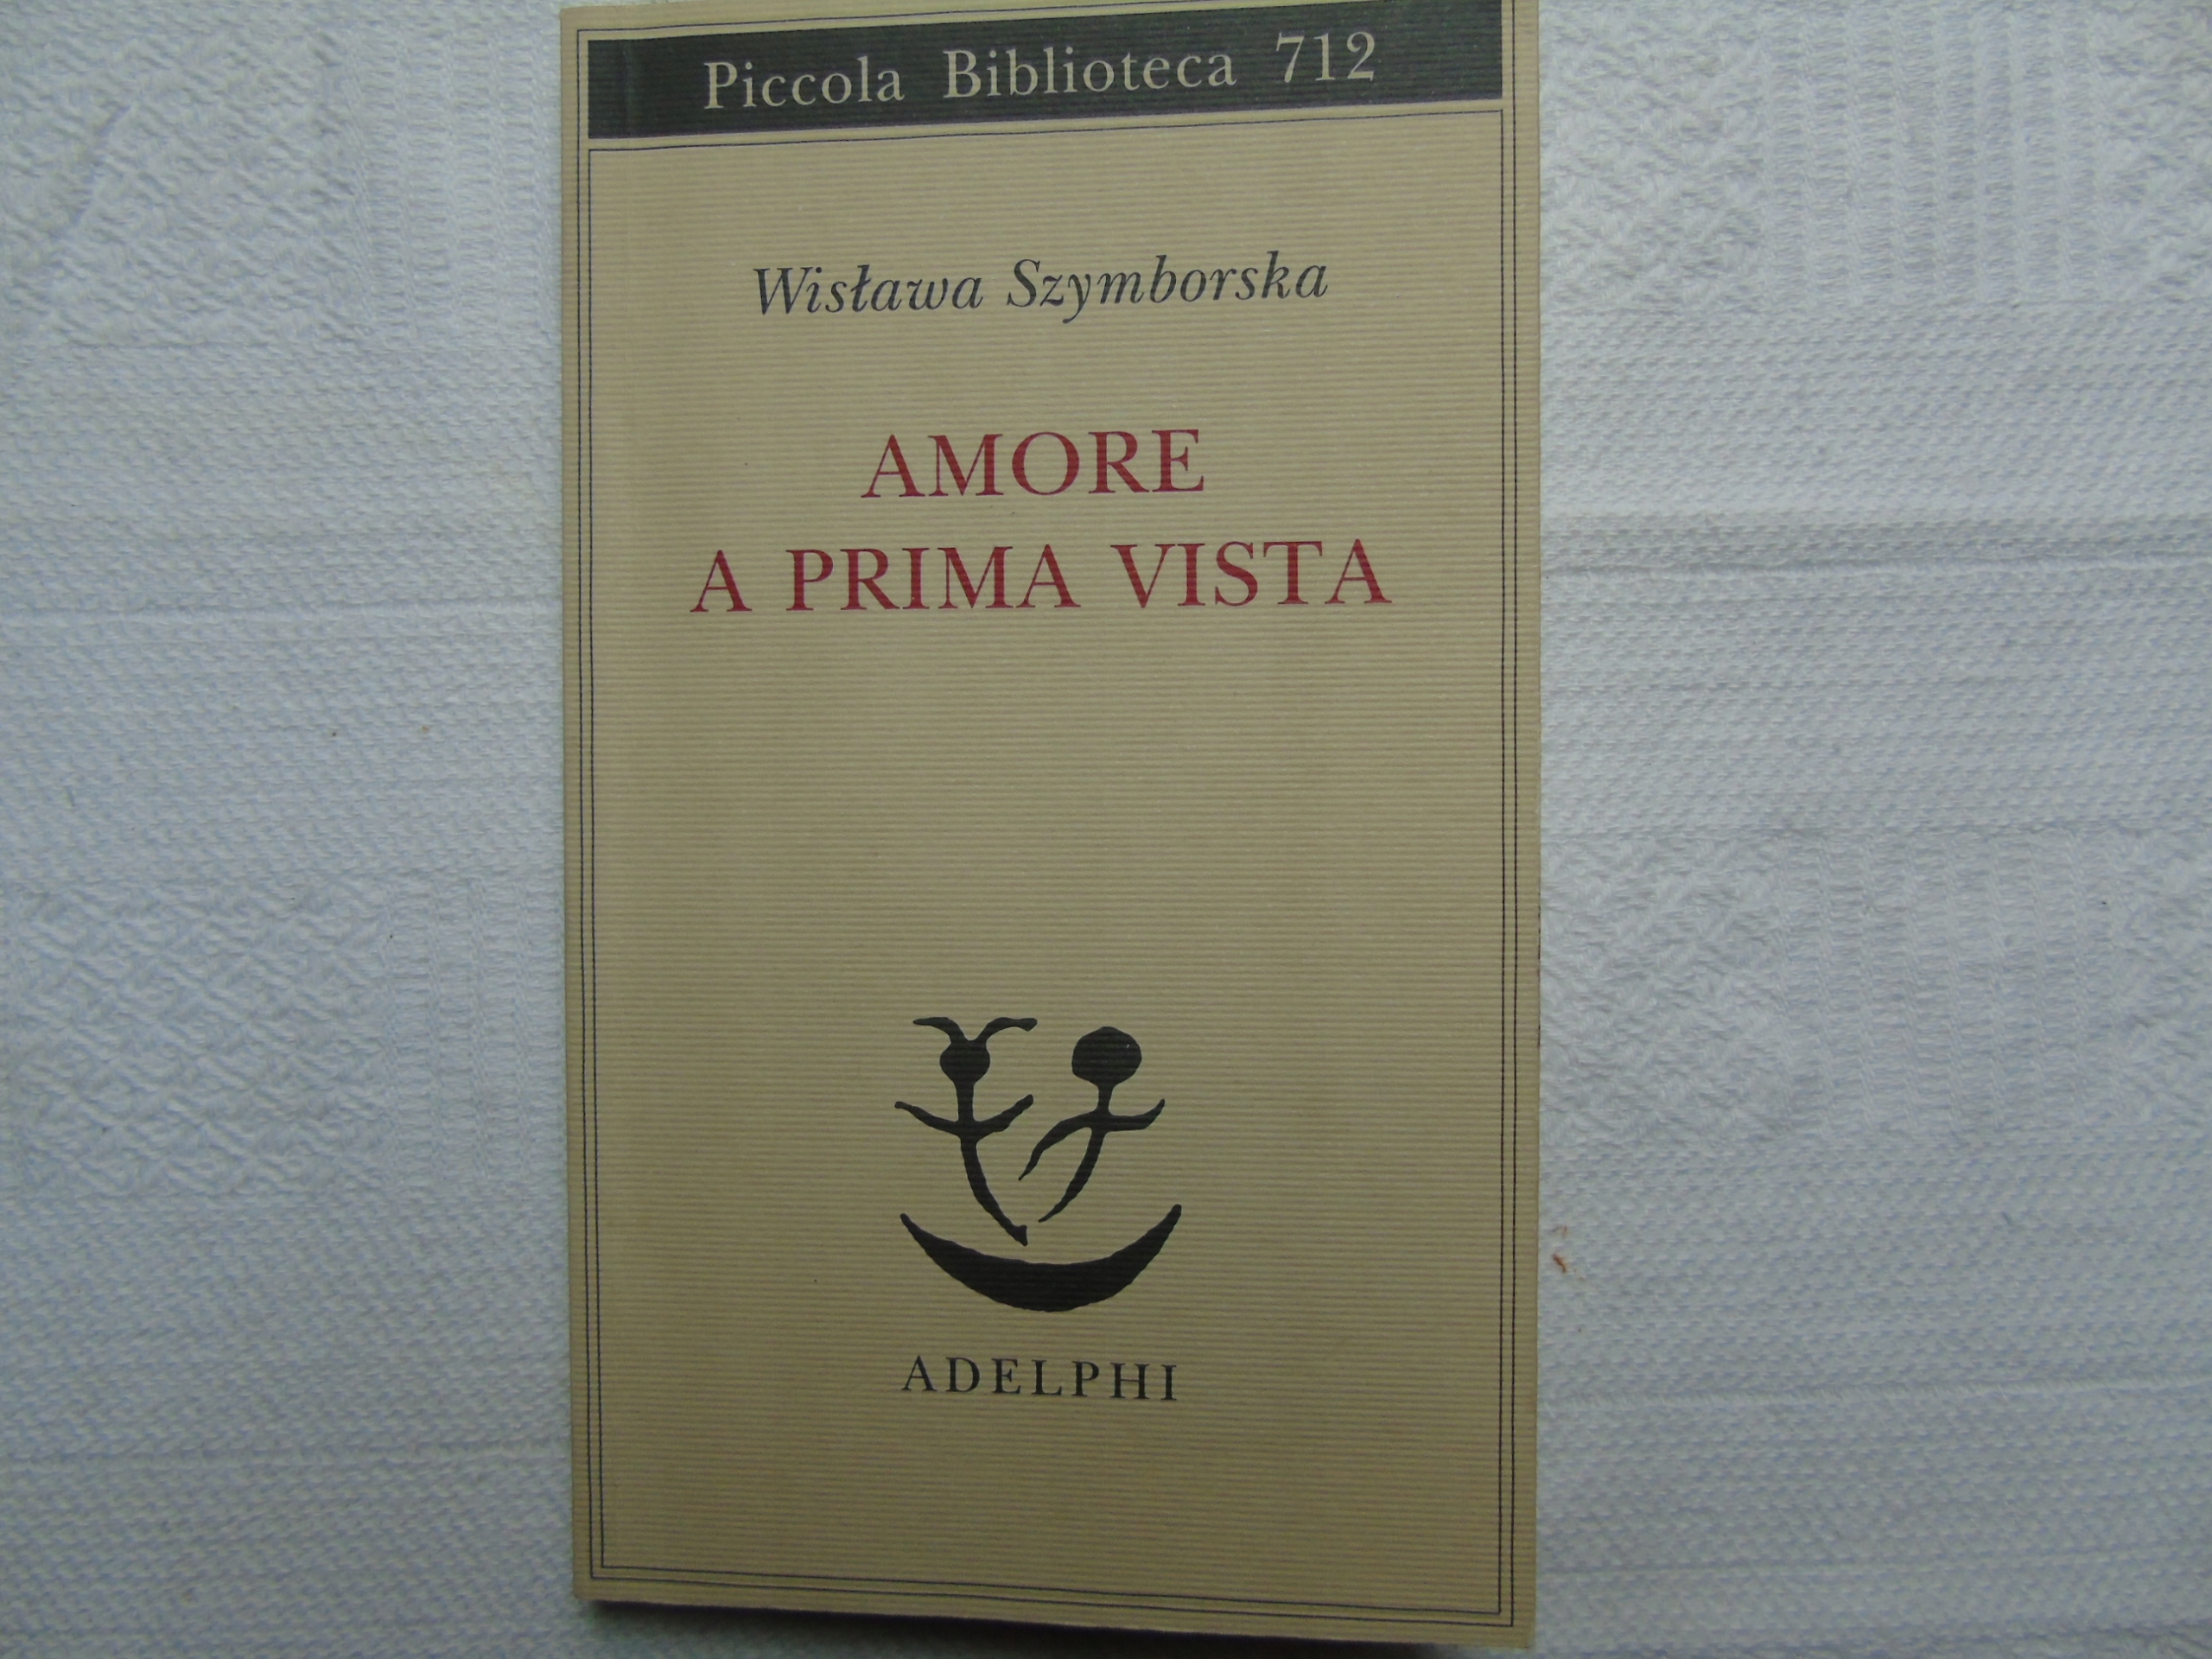 Piccola Biblioteca 712
Wisława Szymborska
AMORE
A PRIMA VISTA
ADELPHI